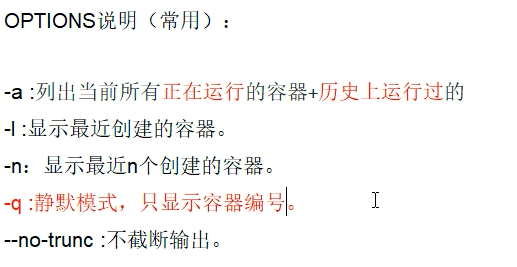 OPTIONS说明（常用）：
-a :列出当前所有正在运行的容器+历史上运行过的
-l :显示最近创建的容器。
-n：显示最近n个创建的容器。
-q :静默模式，只显示容器编号。
--no-trunc :不截断输出。